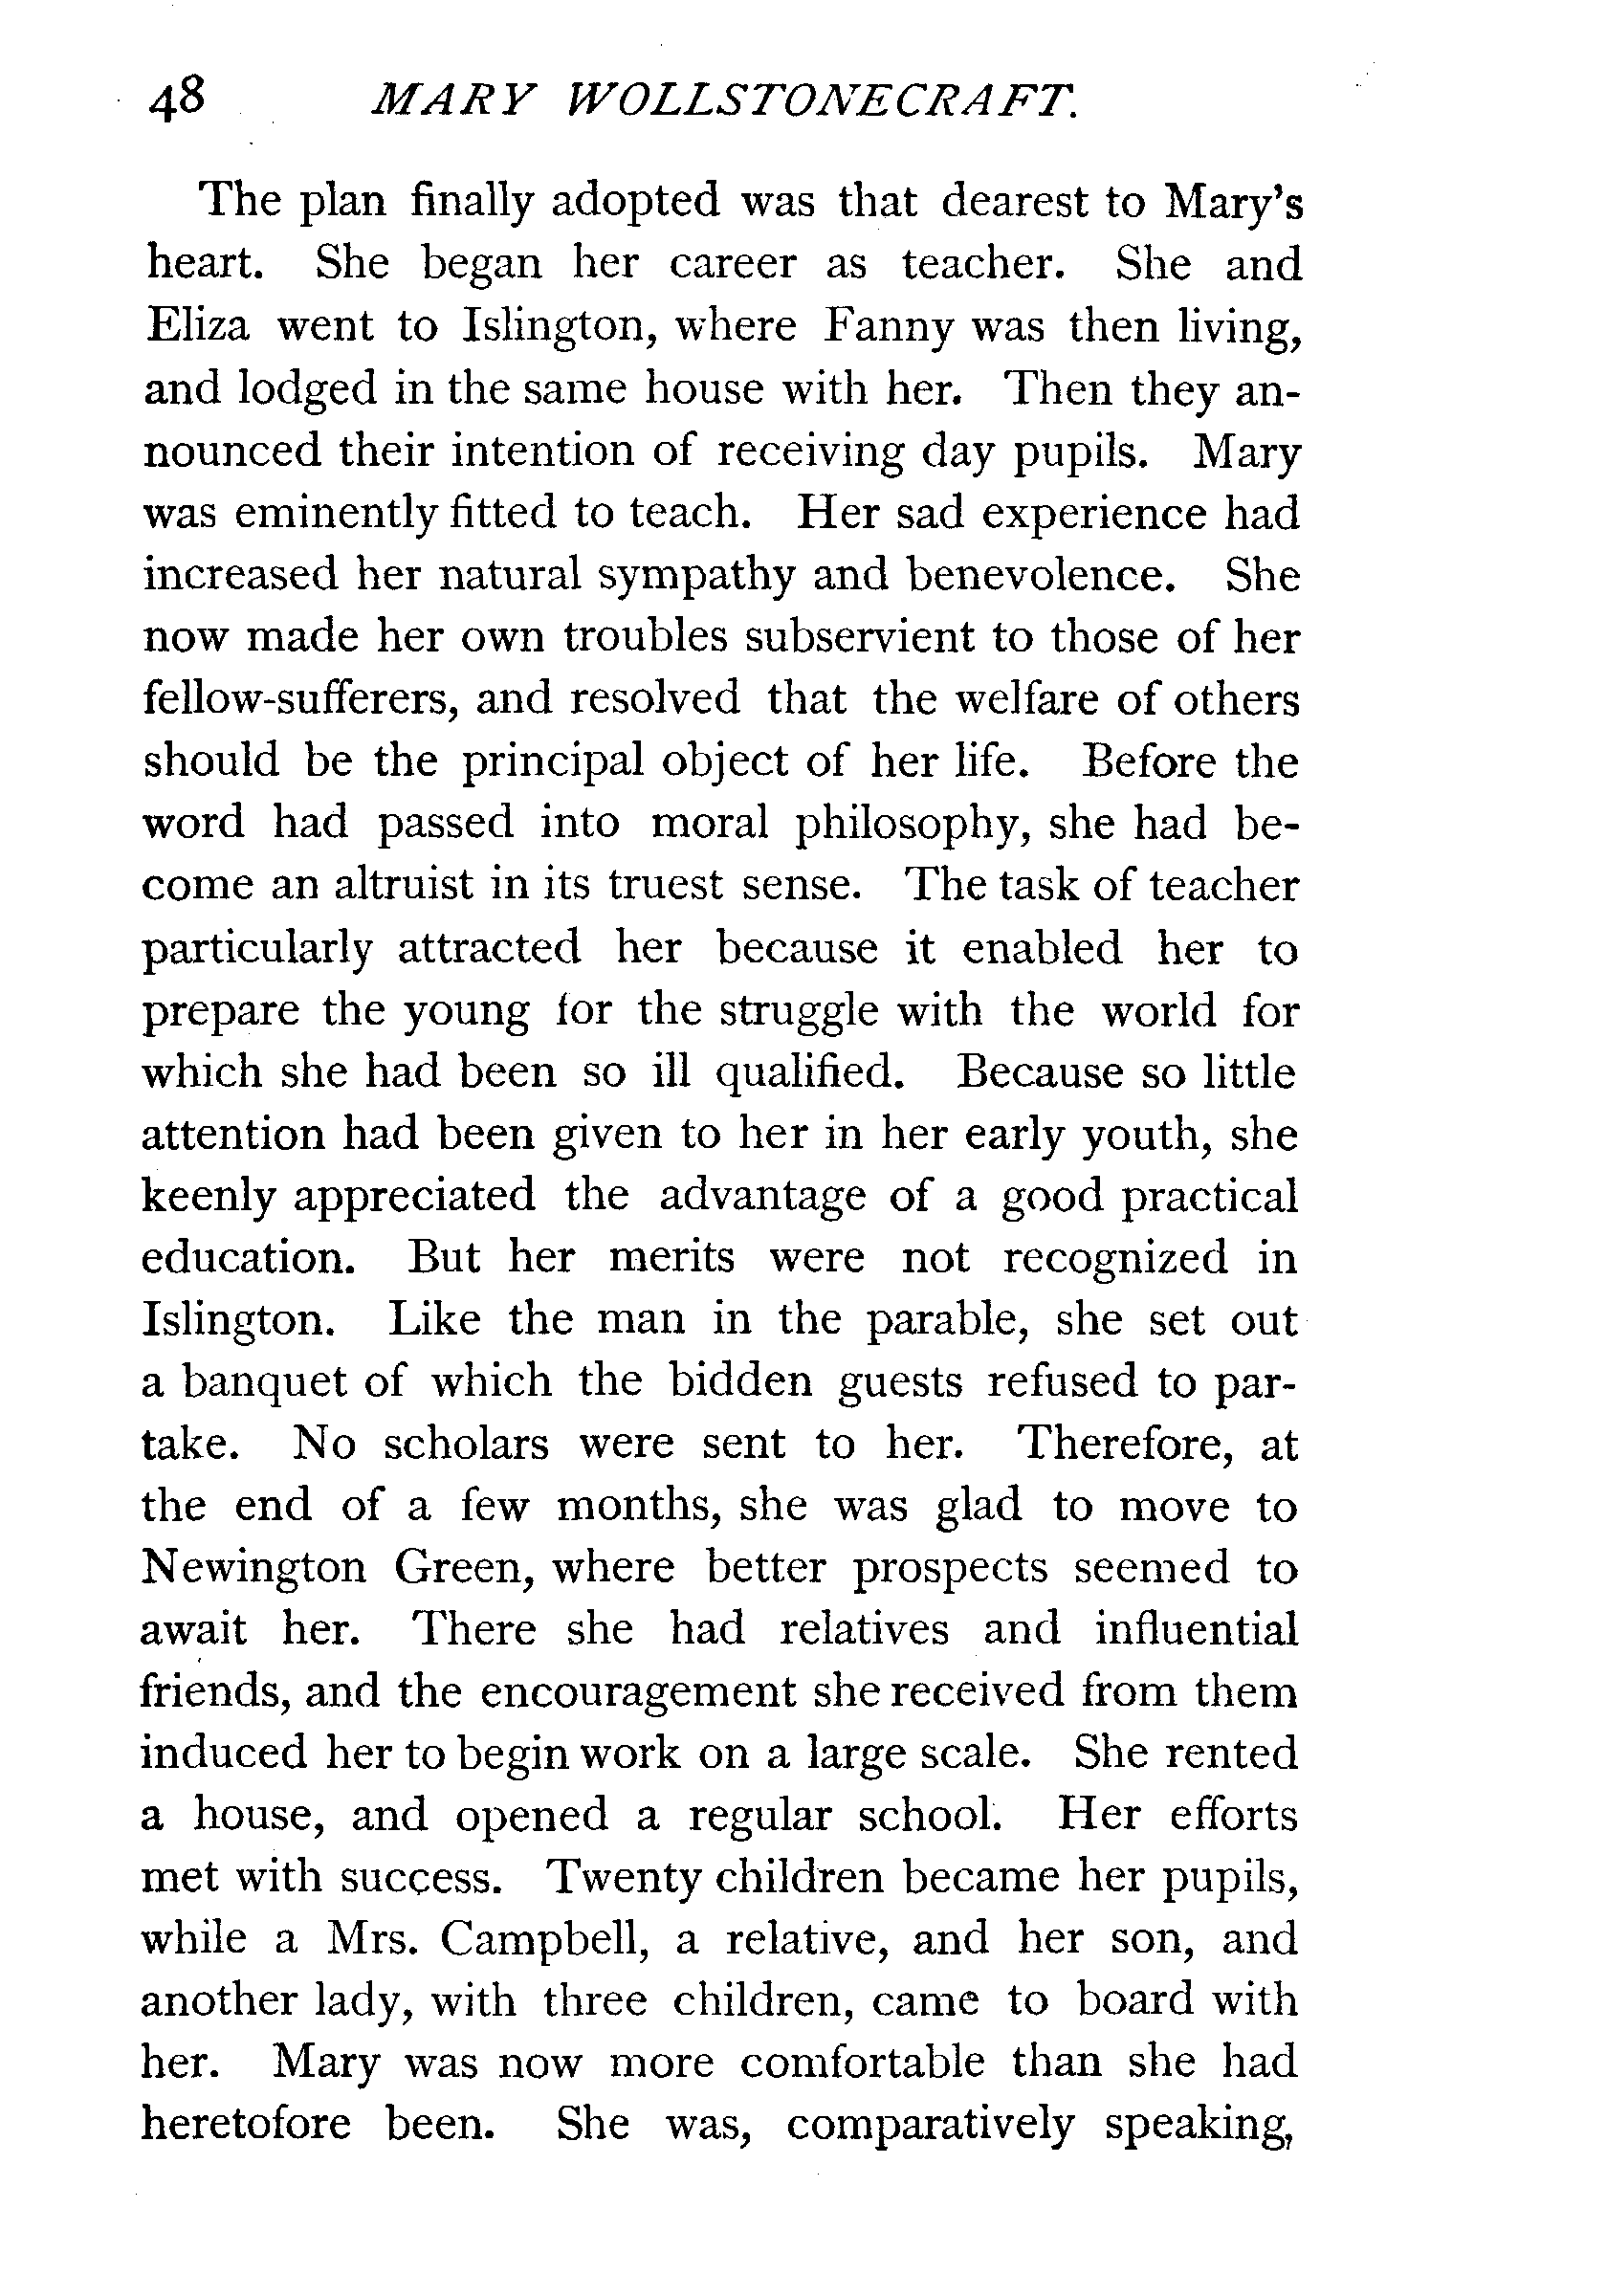 48 MARY WOLLSTONECRAFT.
The plan finally adopted was that dearest to Mary's
heart. She began her career as teacher. She and
Eliza went to Islington, where Fanny was then living,
and lodged in the same house with her. Then they an-
nounced their intention of receiving day pupils. Mary
was eminently fitted to teach. Her sad experience had
increased her natural sympathy and benevolence. She
now made her own troubles subservient to those of her
fellow-sufferers, and resolved that the welfare of others
should be the principal object of her life. Before the
word had passed into moral philosophy, she had be-
come an altruist in its truest sense. The task of teacher
particularly attracted her because it enabled her to
prepare the young for the struggle with the world for
which she had been so ill qualified. Because so little
attention had been given to her in her early youth, she
keenly appreciated the advantage of a good practical
education. But her merits were not recognized in
Islington. Like the man in the parable, she set out
a banquet of which the bidden guests refused to par-
take. No scholars were sent to her. Therefore, at
the end of a few months, she was glad to move to
Newington Green, where better prospects seemed to
await her. There she had relatives and influential
friends, and the encouragement she received from them
induced her to begin work on a large scale. She rented
a house, and opened a regular school. Her efforts
met with success. Twenty children became her pupils,
while a Mrs. Campbell, a relative, and her son, and
another lady, with three children, came to board with
her. Mary was now more comfortable than she had
heretofore been. She was, comparatively speaking,